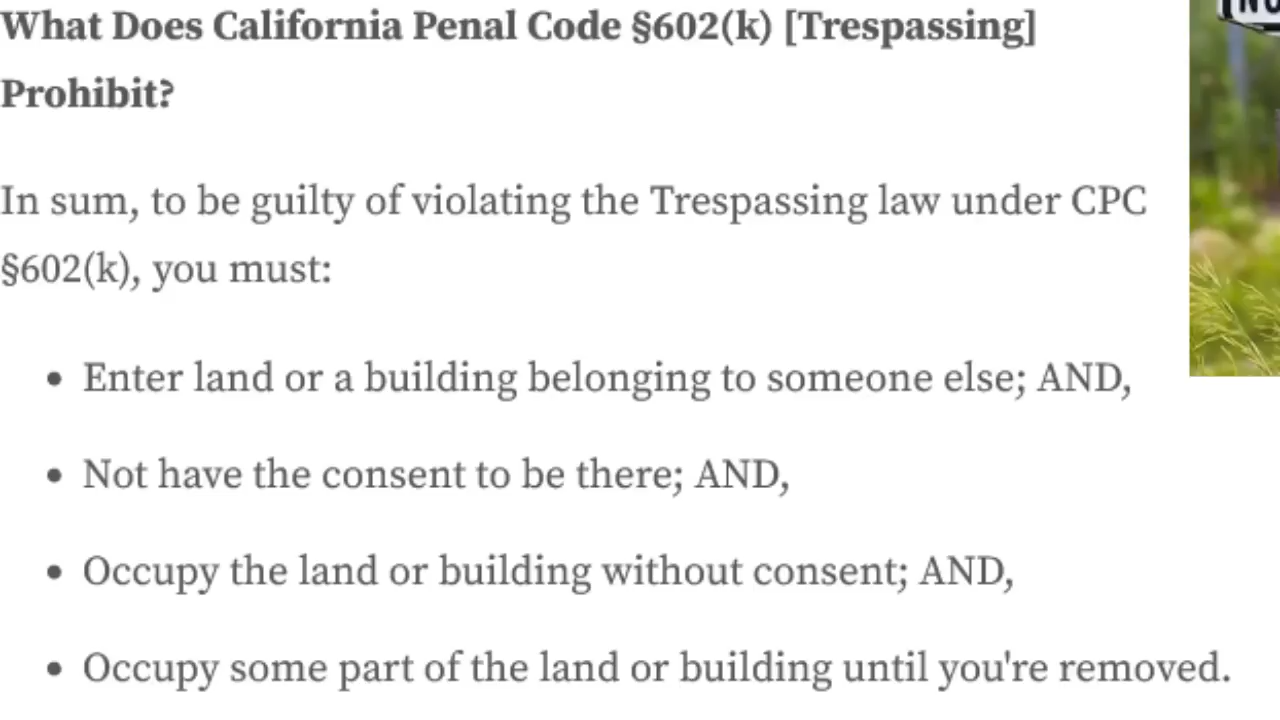 What Does California Penal Code §602(k) [Trespassing]
Prohibit?
In sum, to be guilty of violating the Trespassing law under CPC
§602(k), you must:
• Enter land or a building belonging to someone else; AND,
• Not have the consent to be there; AND,
• Occupy the land or building without consent; AND,
• Occupy some part of the land or building until you're removed.